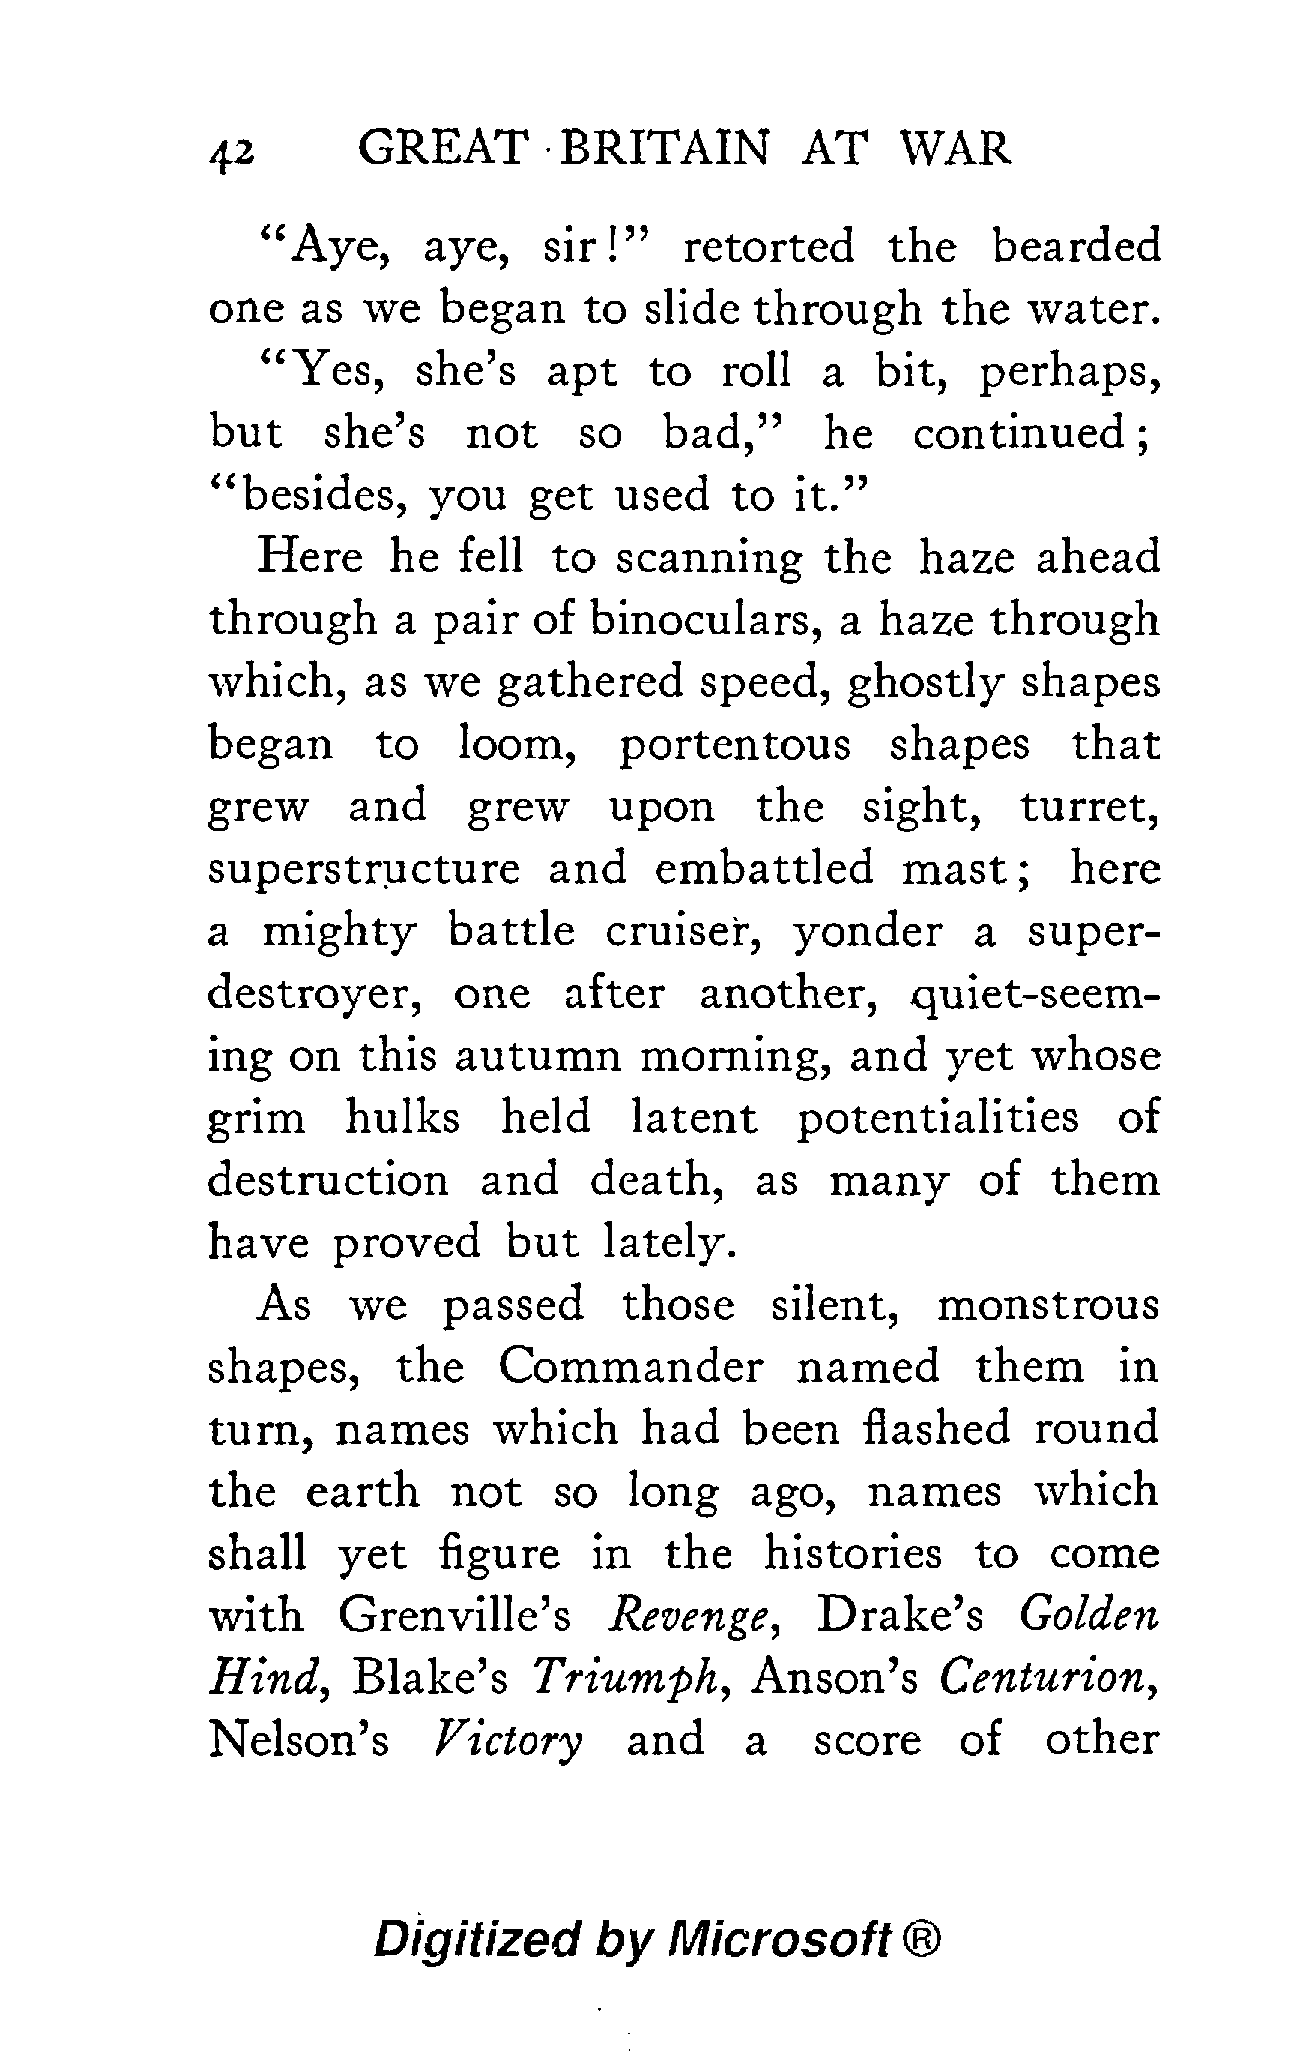 42 GREAT BRITAIN AT WAR
"Aye, aye, sir!" retorted the bearded
one as we began to slide through the water.
"Yes, she's apt to roll a bit, perhaps,
but she's not so bad," he continued;
"besides, you get used to it."
Here he fell to scanning the haze ahead
through a pair of binoculars, a haze through
which, as we gathered speed, ghostly shapes
began to loom, portentous shapes that
grew and grew upon the sight, turret,
superstructure and embattled mast; here
a mighty battle cruiser, yonder a super-
destroyer, one after another, quiet-seem-
ing on this autumn morning, and yet whose
grim hulks held latent potentialities of
destruction and death, as many of them
have proved but lately.
As we passed those silent, monstrous
shapes, the Commander named them in
turn, names which had been flashed round
the earth not so long ago, names which
shall yet figure in the histories to come
with Grenville's Revenge, Drake's Golden
Hind, Blake's Triumph, Anson's Centurion,
Nelson's Victory and a score of other
Digitized by Microsoft ®